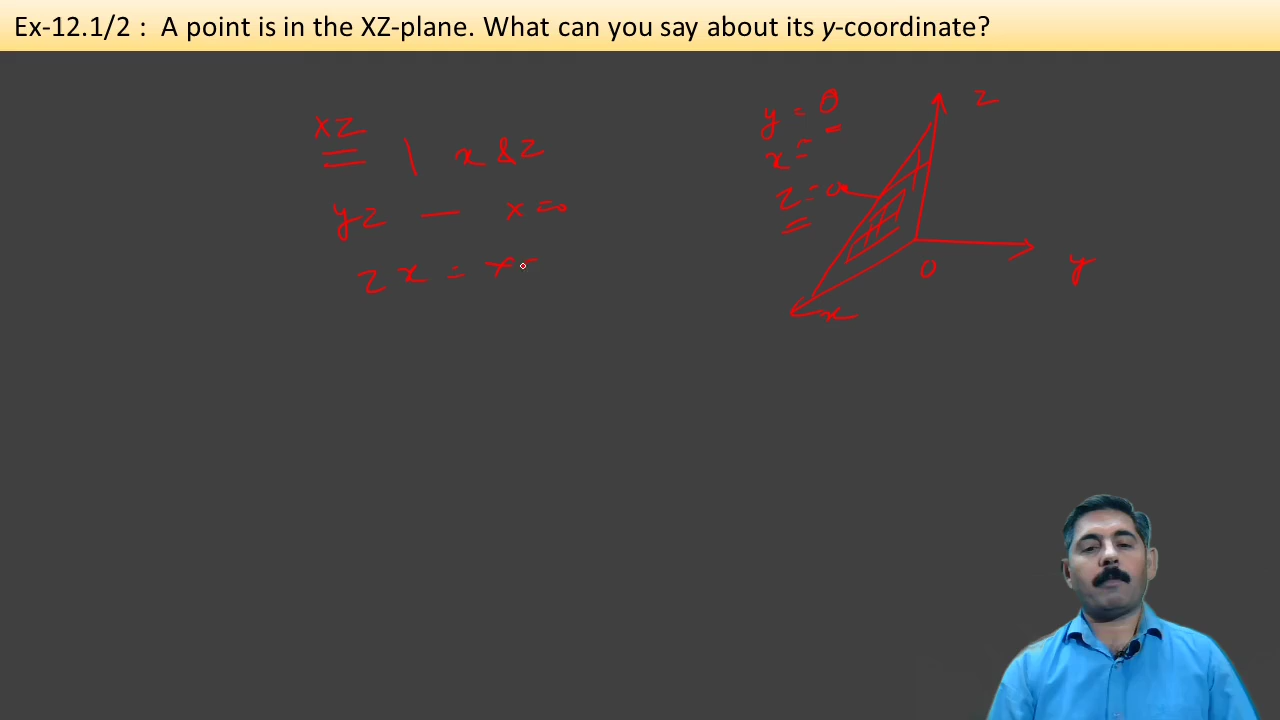 Ex-12.1/2 : A point is in the XZ-plane. What can you say about its y-coordinate?
XZ | x & z
yz — x = 0
zx =
y = 0
x =
z =
z
y
O
x